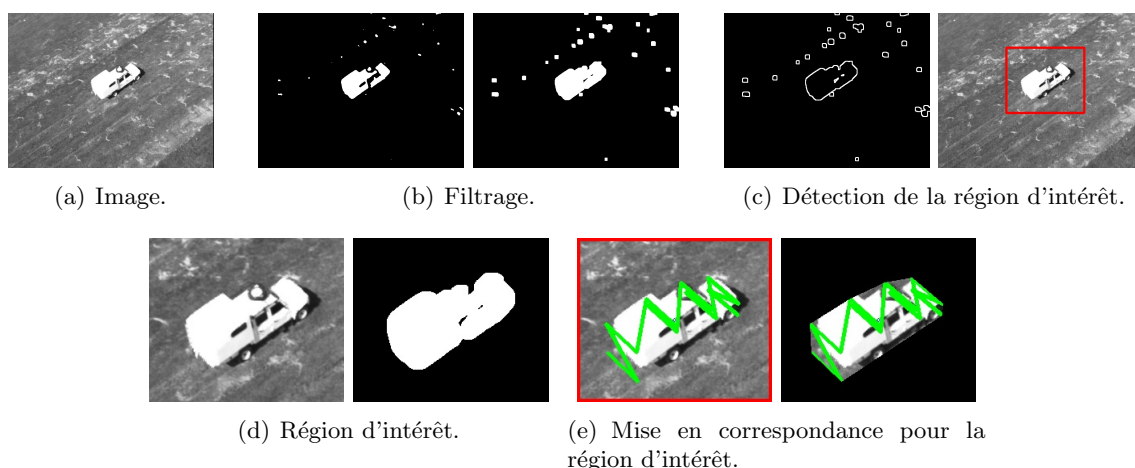 (a) Image.
(b) Filtrage.
(c) Détection de la région d'intérêt.
(d) Région d'intérêt.
(e) Mise en correspondance pour la
région d'intérêt.